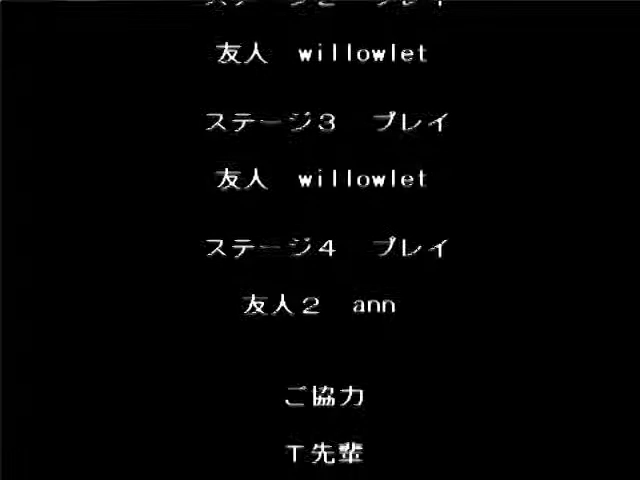 友人　willowlet
ステージ３　プレイ
友人　willowlet
ステージ４　プレイ
友人２　ann
ご協力
Ｔ先輩